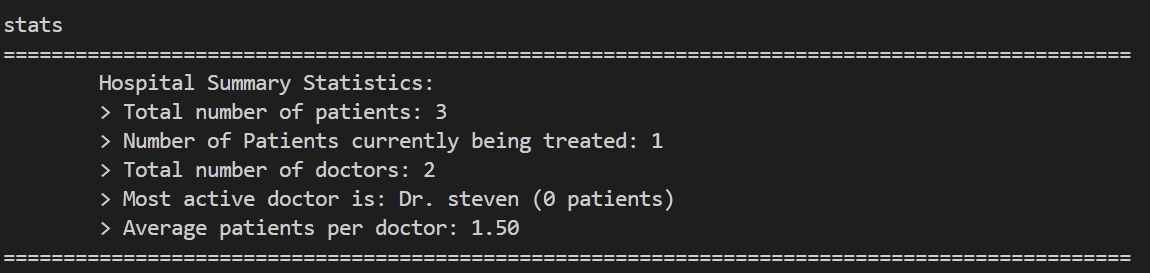 stats
==============================================================================================
Hospital Summary Statistics:
> Total number of patients: 3
> Number of Patients currently being treated: 1
> Total number of doctors: 2
> Most active doctor is: Dr. steven (0 patients)
> Average patients per doctor: 1.50
==============================================================================================